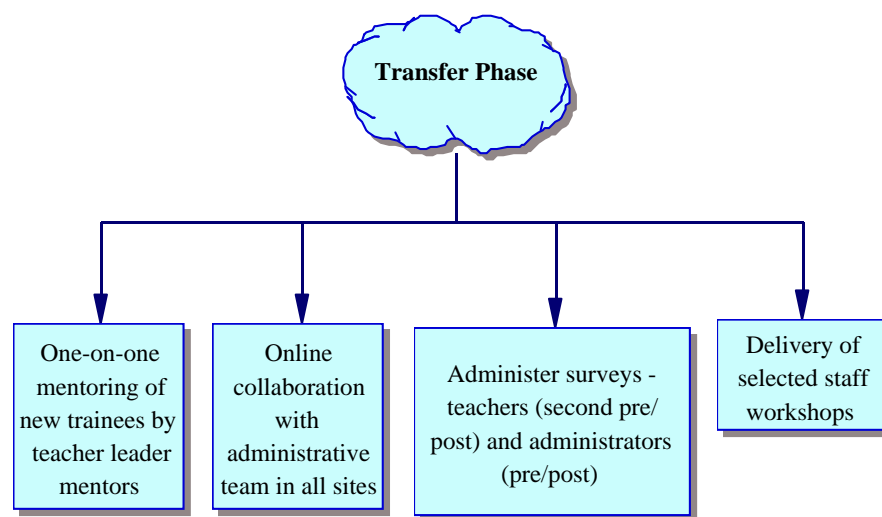 Transfer Phase
One-on-one
mentoring of
new trainees by
teacher leader
mentors
Online
collaboration
with
administrative
team in all sites
Administer surveys -
teachers (second pre/
post) and administrators
(pre/post)
Delivery of
selected staff
workshops